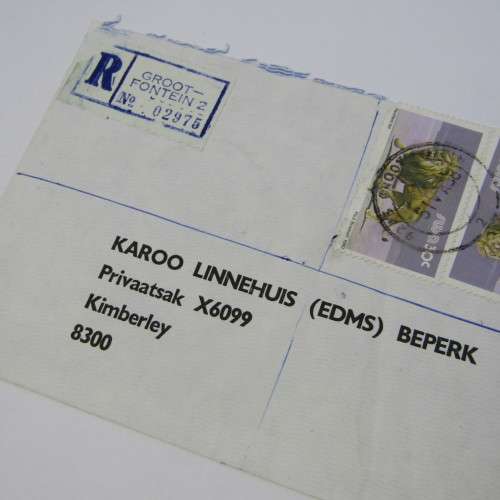 R
GROOT-
FONTEIN 2
No. 02975
KAROO LINNEHUIS (EDMS) BEPERK
Privaatsak X6099
Kimberley
8300